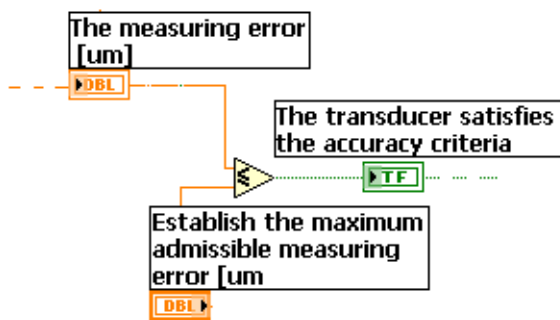 The measuring error
[um]
DBL
The transducer satisfies
the accuracy criteria
≤
TF
Establish the maximum
admissible measuring
error [um
DBL